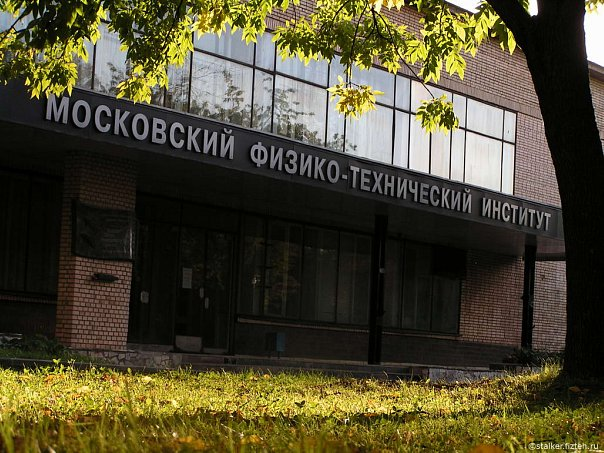 МОСКОВСКИЙ ФИЗИКО-ТЕХНИЧЕСКИЙ ИНСТИТУТ
©stalker.fizteh.ru